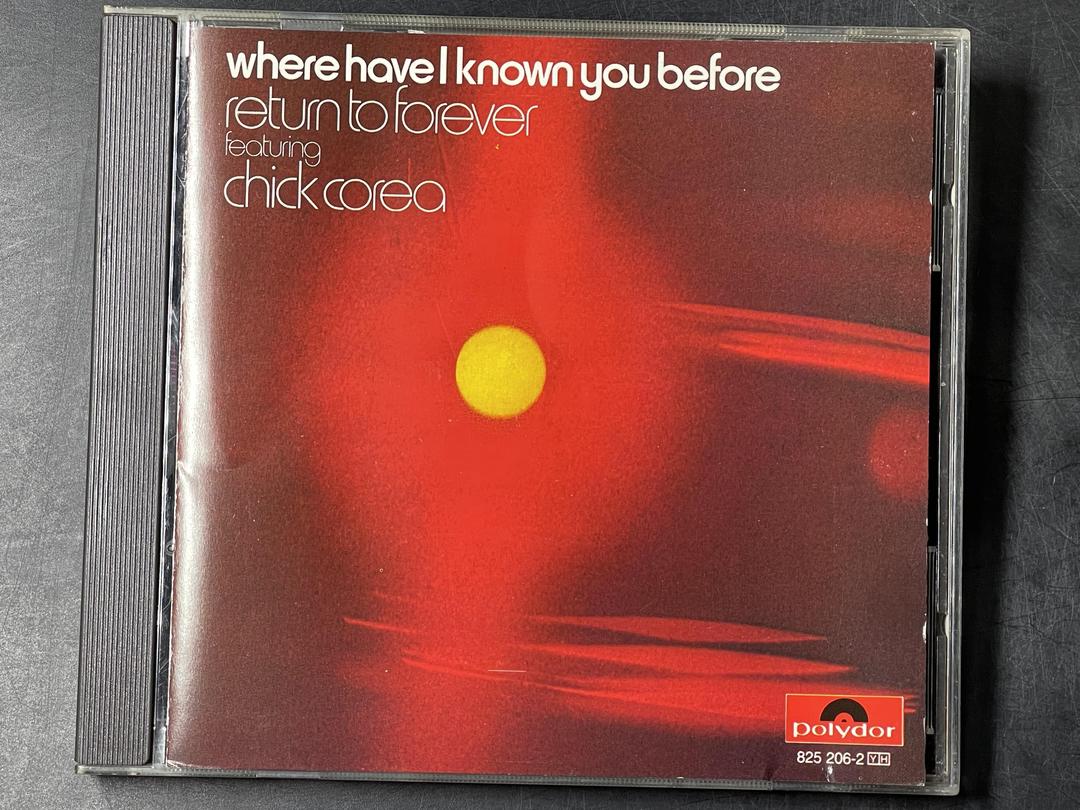 where have I known you before
return to forever
featuring
chick corea
polydor
825 206-2 YH